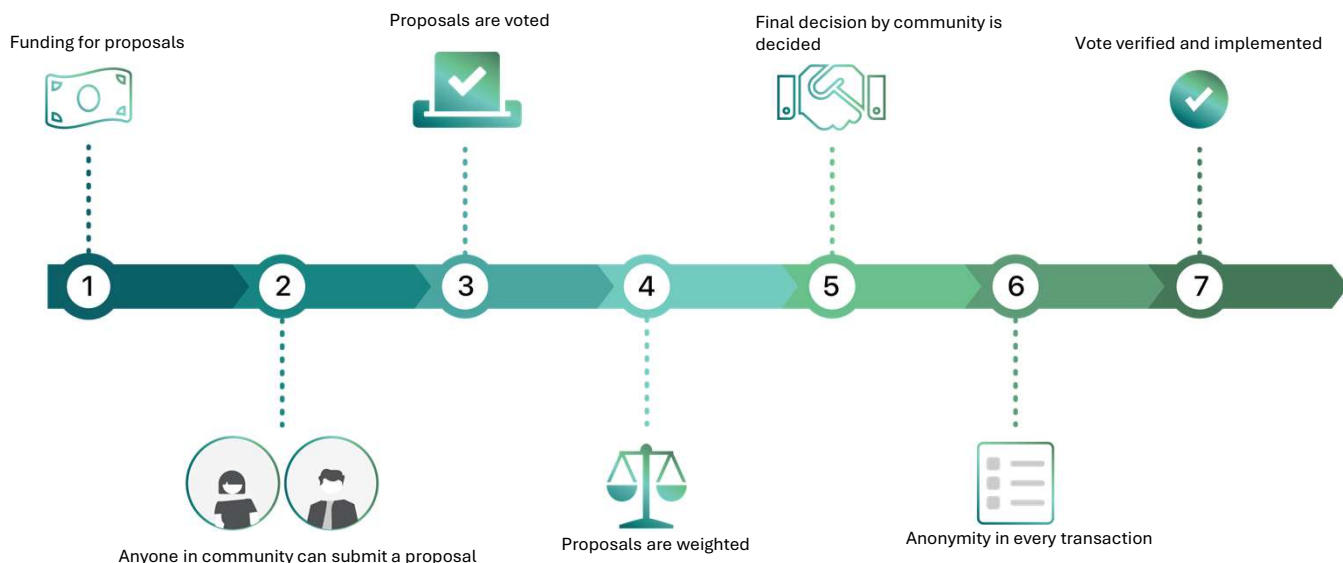 Funding for proposals
Proposals are voted
Final decision by community is
decided
Vote verified and implemented
1
2
3
4
5
6
7
Anyone in community can submit a proposal
Proposals are weighted
Anonymity in every transaction